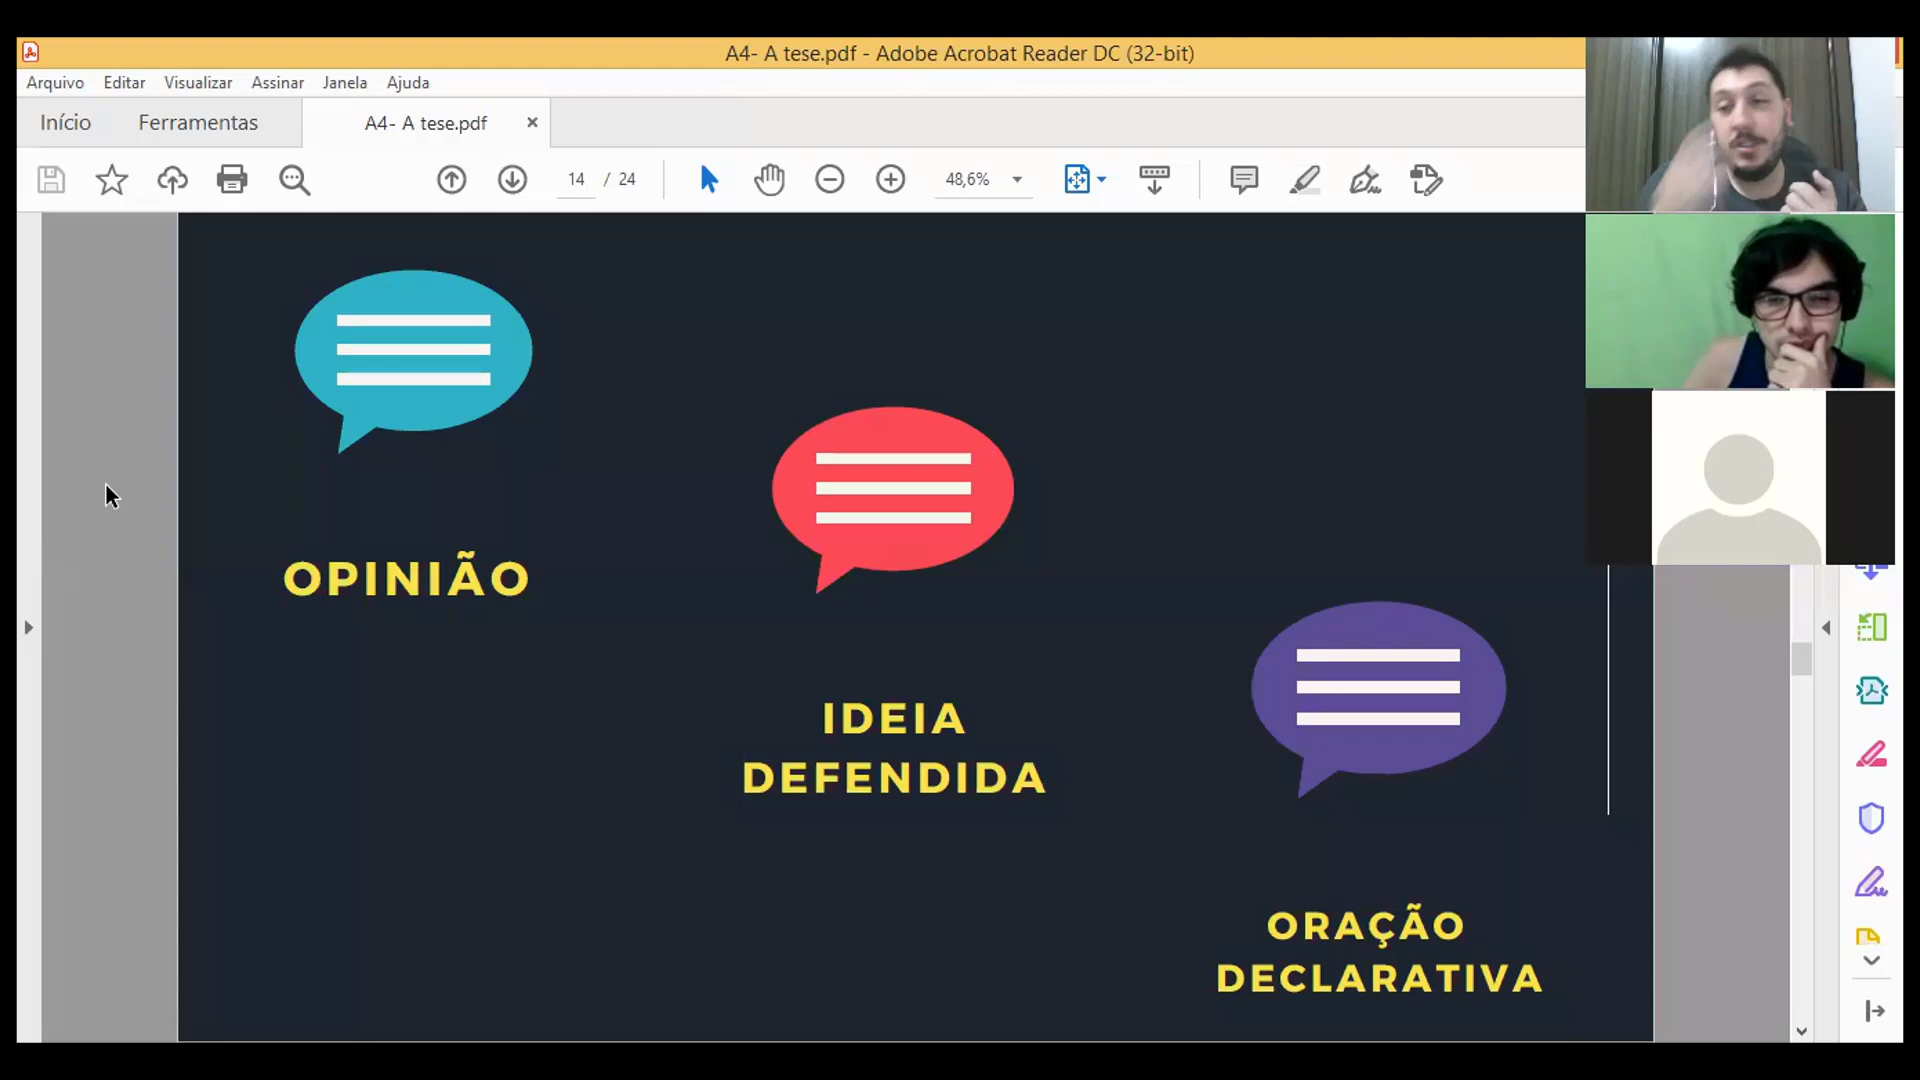 A4- A tese.pdf - Adobe Acrobat Reader DC (32-bit)
Arquivo Editar Visualizar Assinar Janela Ajuda
Início Ferramentas A4- A tese.pdf ×
14 / 24 48,6%
OPINIÃO
IDEIA
DEFENDIDA
ORAÇÃO
DECLARATIVA